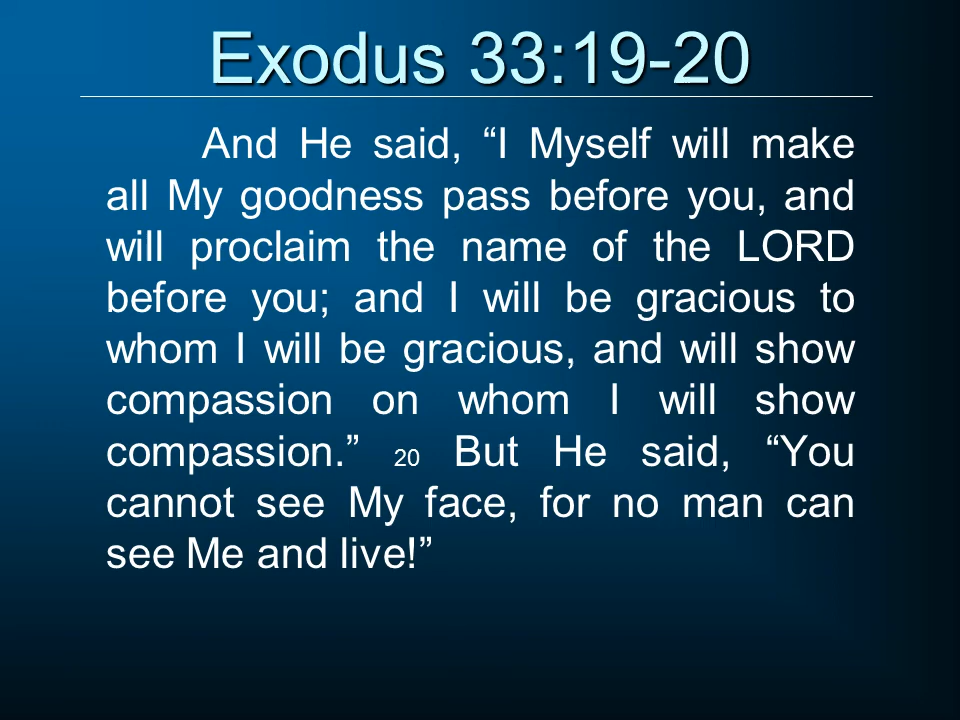 Exodus 33:19-20
And He said, “I Myself will make
all My goodness pass before you, and
will proclaim the name of the LORD
before you; and I will be gracious to
whom I will be gracious, and will show
compassion on whom I will show
compassion.” 20 But He said, “You
cannot see My face, for no man can
see Me and live!”